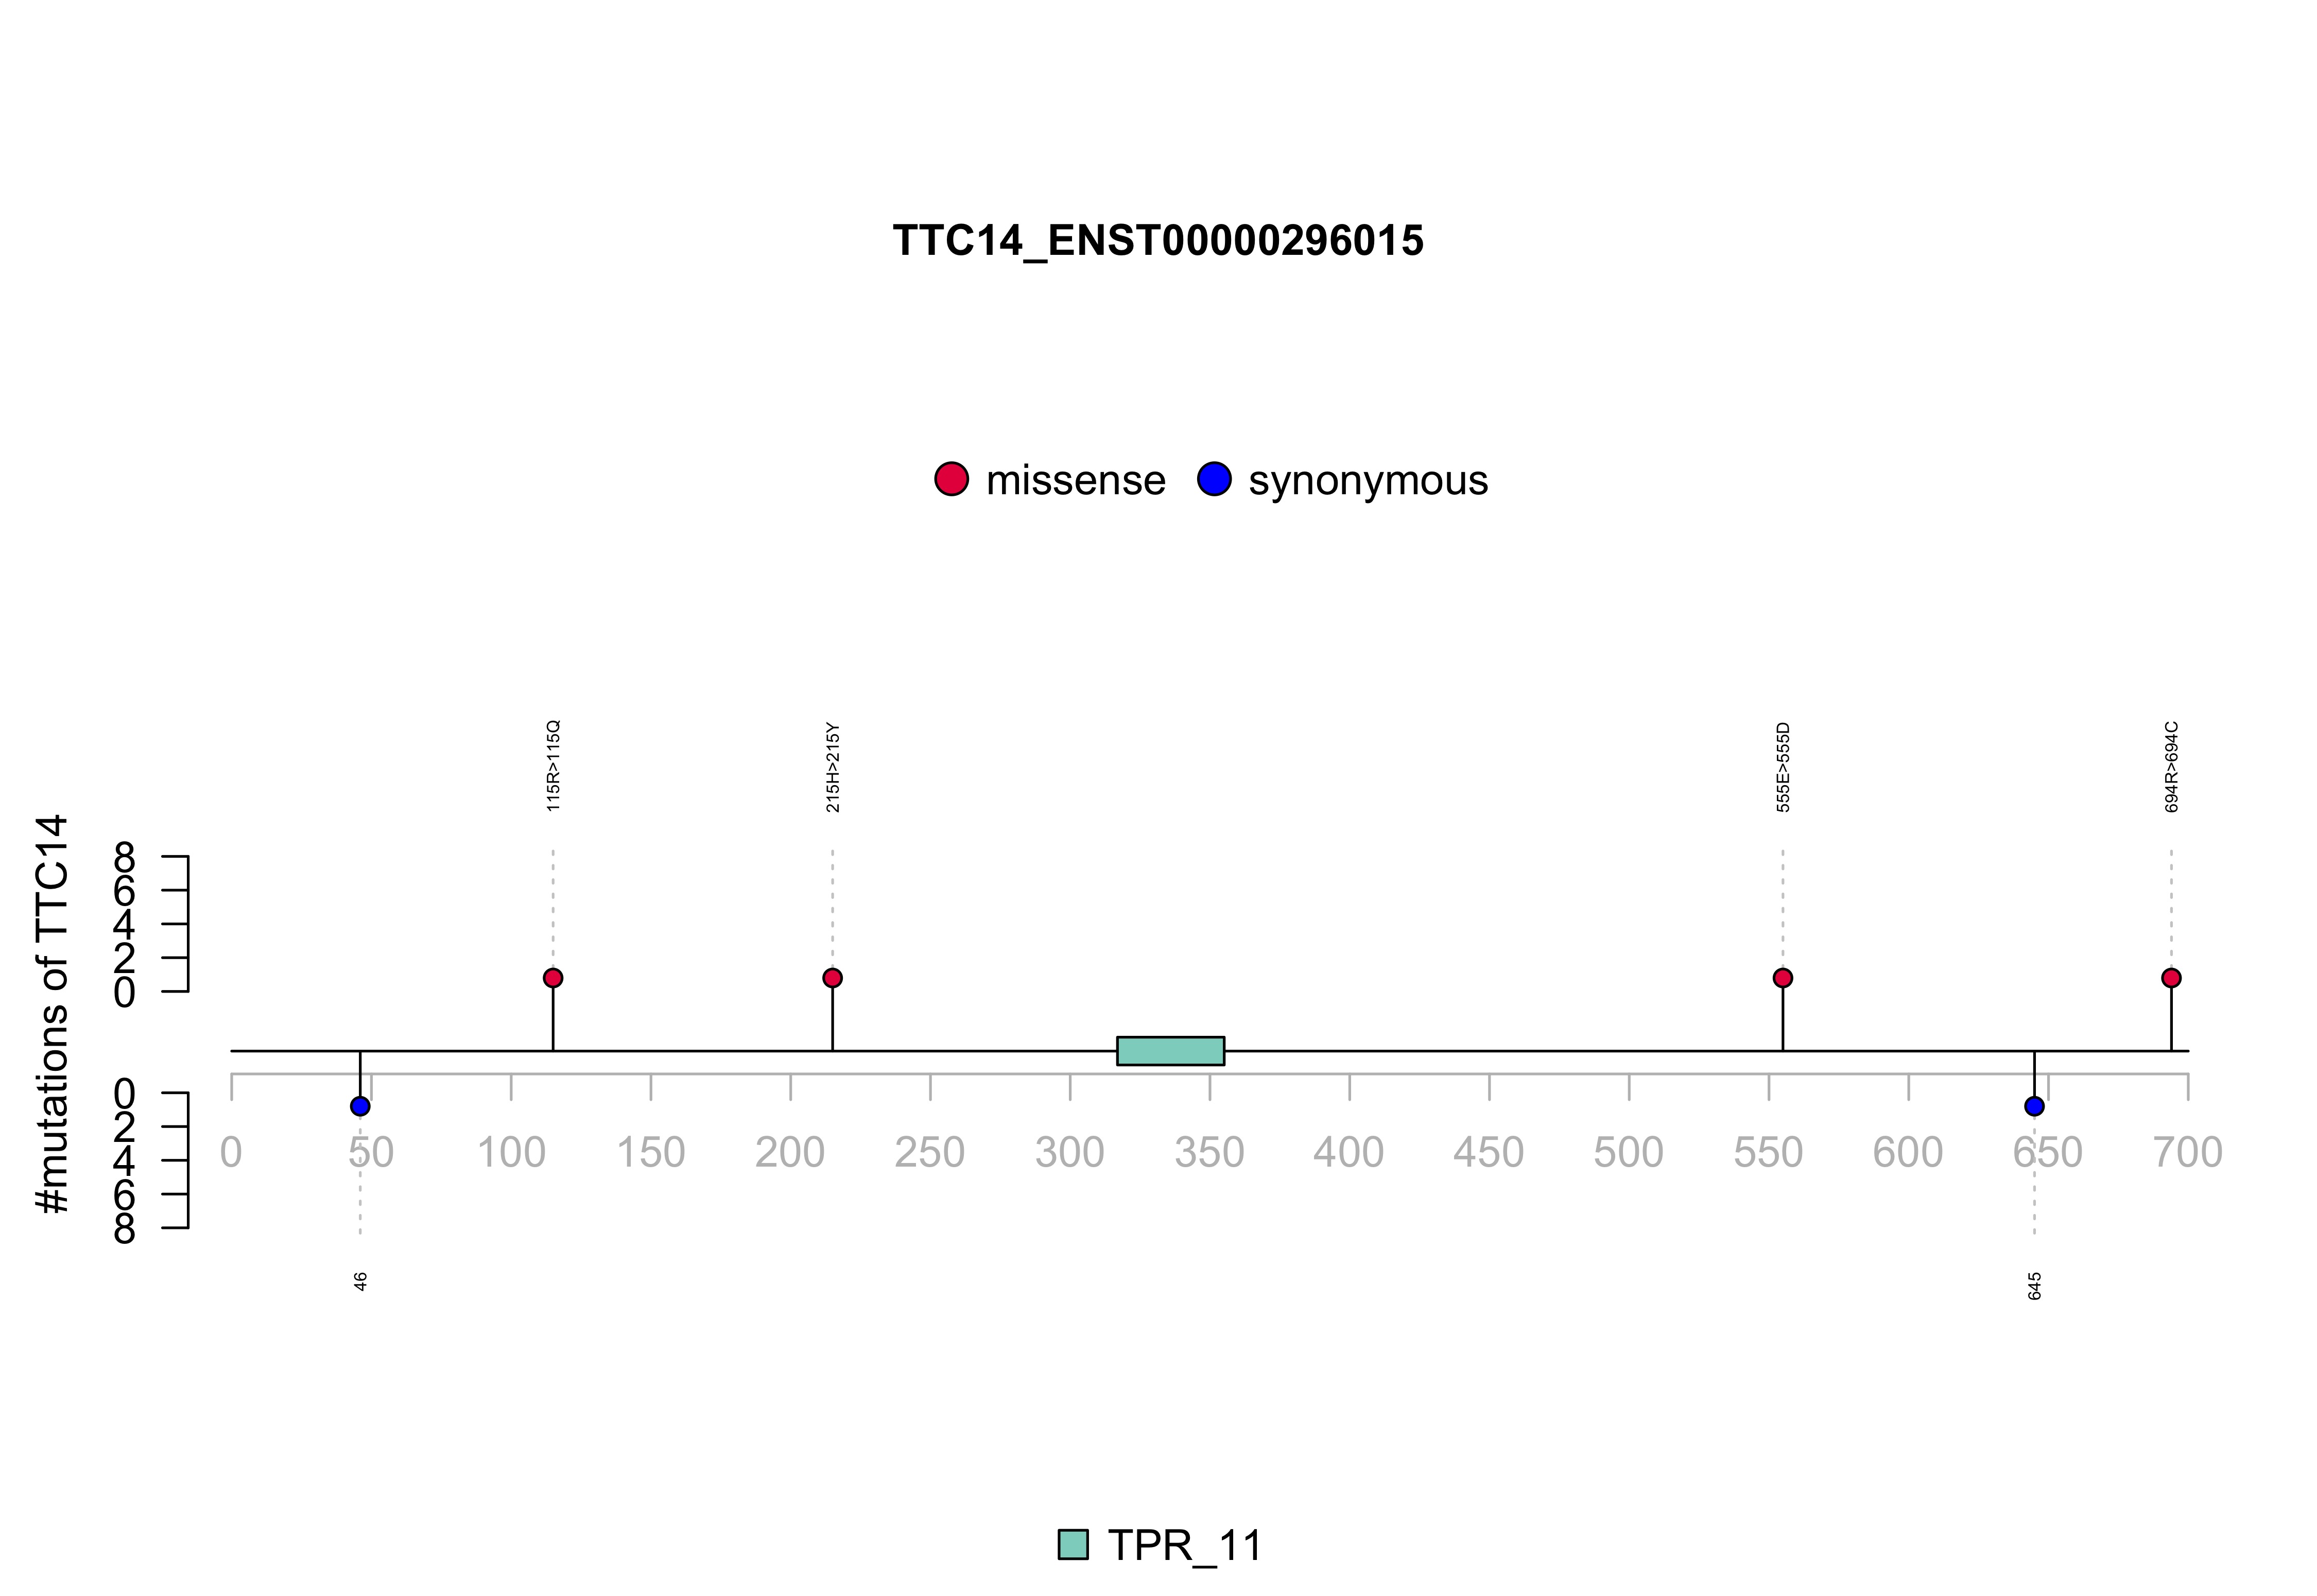 TTC14_ENST00000296015
missense synonymous
115R>115Q
215H>215Y
555E>555D
694R>694C
#mutations of TTC14
8
6
4
2
0
0
2
4
6
8
0 50 100 150 200 250 300 350 400 450 500 550 600 650 700
46
645
TPR_11